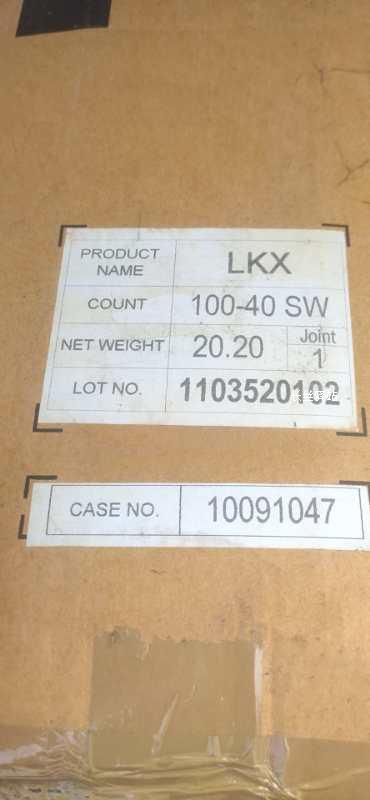 PRODUCT NAME LKX
COUNT 100-40 SW
NET WEIGHT 20.20 Joint 1
LOT NO. 1103520102
CASE NO. 10091047